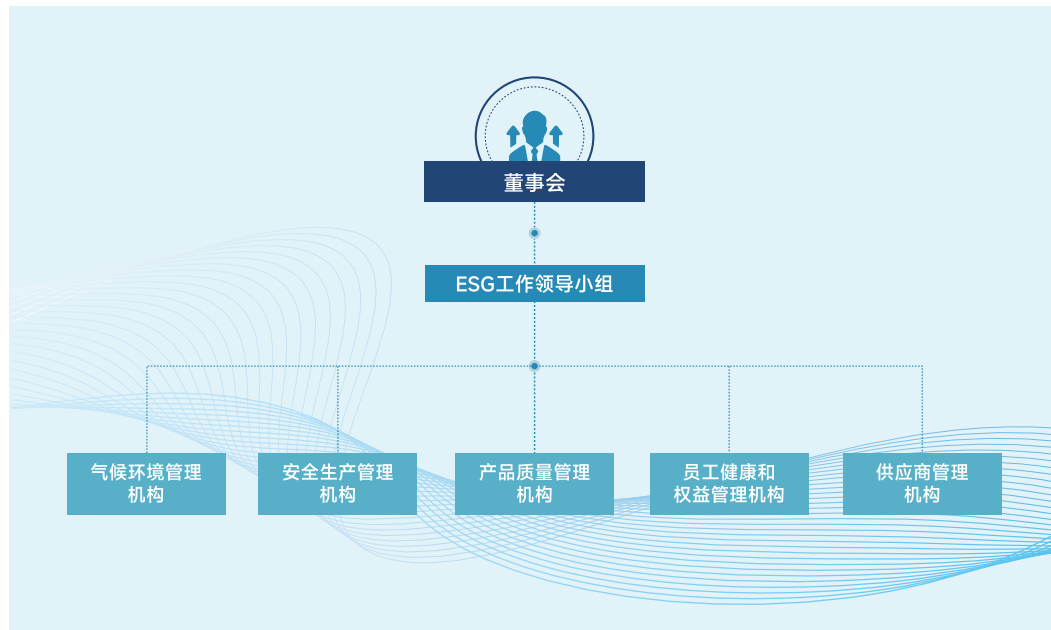 董事会
ESG工作领导小组
气候环境管理
机构
安全生产管理
机构
产品质量管理
机构
员工健康和
权益管理机构
供应商管理
机构